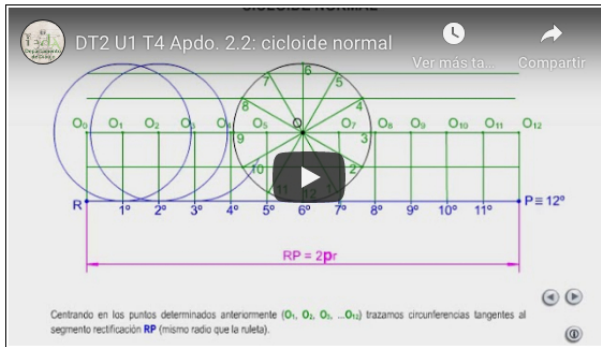 CICLOIDE NORMAL
DT2 U1 T4 Apdo. 2.2: cicloide normal
Ver más ta...
Compartir
6
7 5
8 4
O₀ O₁ O₂ O₃ O₄ 9 O₅ O 3 O₇ O₈ O₉ O₁₀ O₁₁ O₁₂
10 2
11 12 1
R 1º 2º 3º 4º 5º 6º 7º 8º 9º 10º 11º P≡12º
RP = 2pr
Centrando en los puntos determinados anteriormente (O₁, O₂, O₃, ...O₁₂) trazamos circunferencias tangentes al
segmento rectificación RP (mismo radio que la ruleta).